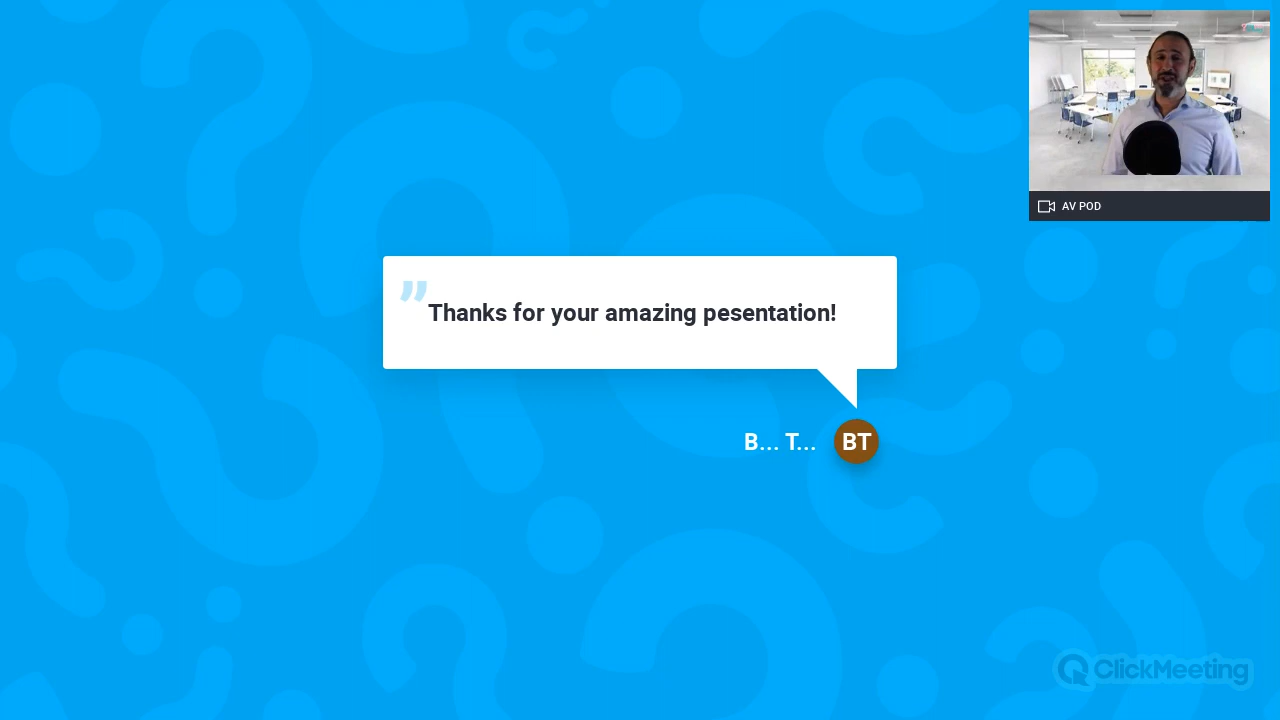 AV POD
” Thanks for your amazing pesentation!
B... T... BT
ClickMeeting